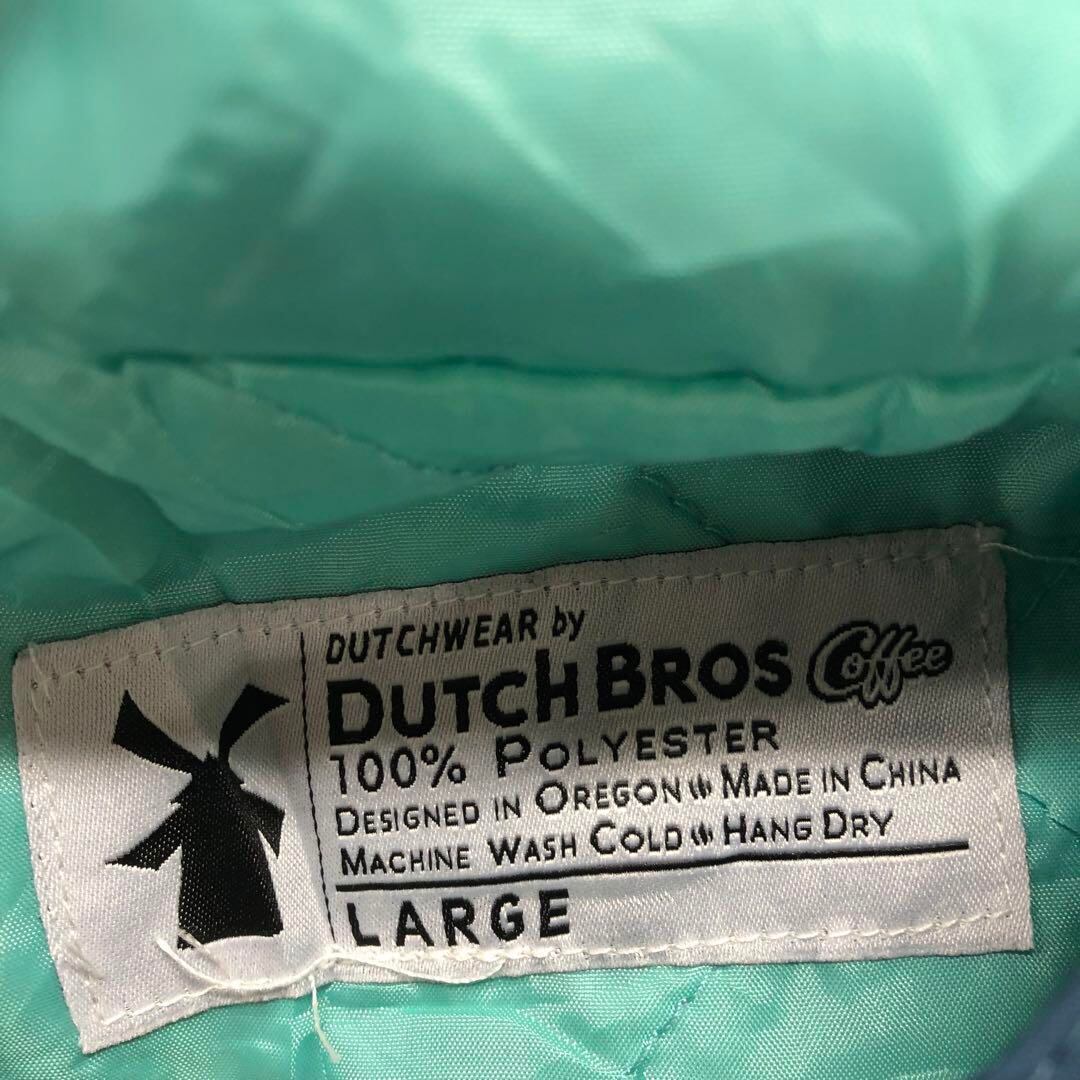 DUTCHWEAR by
DUTCH BROS Coffee
100% POLYESTER
DESIGNED IN OREGON MADE IN CHINA
MACHINE WASH COLD HANG DRY
LARGE